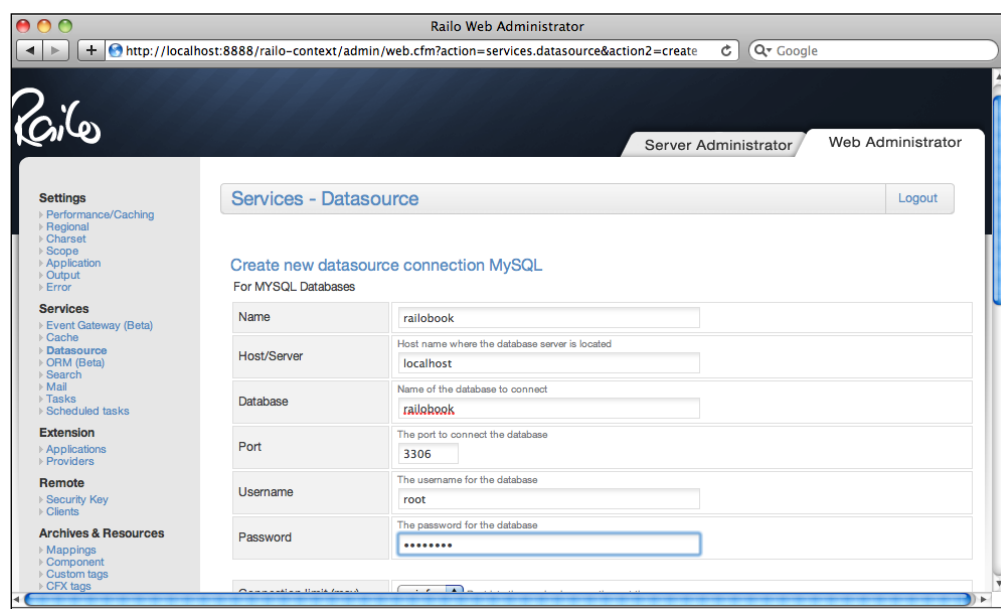 Railo Web Administrator
http://localhost:8888/railo-context/admin/web.cfm?action=services.datasource&action2=create
Google
Railo
Server Administrator
Web Administrator
Settings
Performance/Caching
Regional
Charset
Scope
Application
Output
Error
Services
Event Gateway (Beta)
Cache
Datasource
ORM (Beta)
Search
Mail
Tasks
Scheduled tasks
Extension
Applications
Providers
Remote
Security Key
Clients
Archives & Resources
Mappings
Component
Custom tags
CFX tags
Services - Datasource
Logout
Create new datasource connection MySQL
For MYSQL Databases
Name
railobook
Host/Server
Host name where the database server is located
localhost
Database
Name of the database to connect
railobook
Port
The port to connect the database
3306
Username
The username for the database
root
Password
The password for the database
••••••••